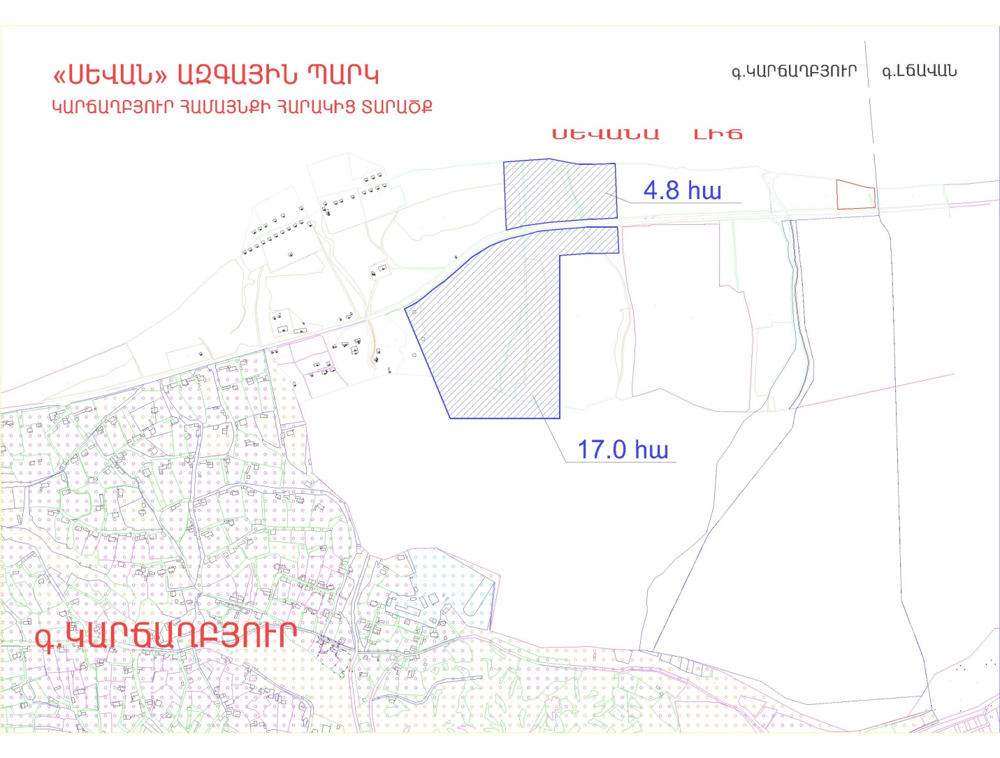 «ՍԵՎԱՆ» ԱԶԳԱՅԻՆ ՊԱՐԿ
ԿԱՐՃԱՂԲՅՈՒՐ ՀԱՄԱՅՆՔԻ ՀԱՐԱԿԻՑ ՏԱՐԱԾՔ
գ.ԿԱՐՃԱՂԲՅՈՒՐ գ.ԼՃԱՎԱՆ
ՍԵՎԱՆԱ ԼԻՃ
4.8 հա
17.0 հա
գ.ԿԱՐՃԱՂԲՅՈՒՐ